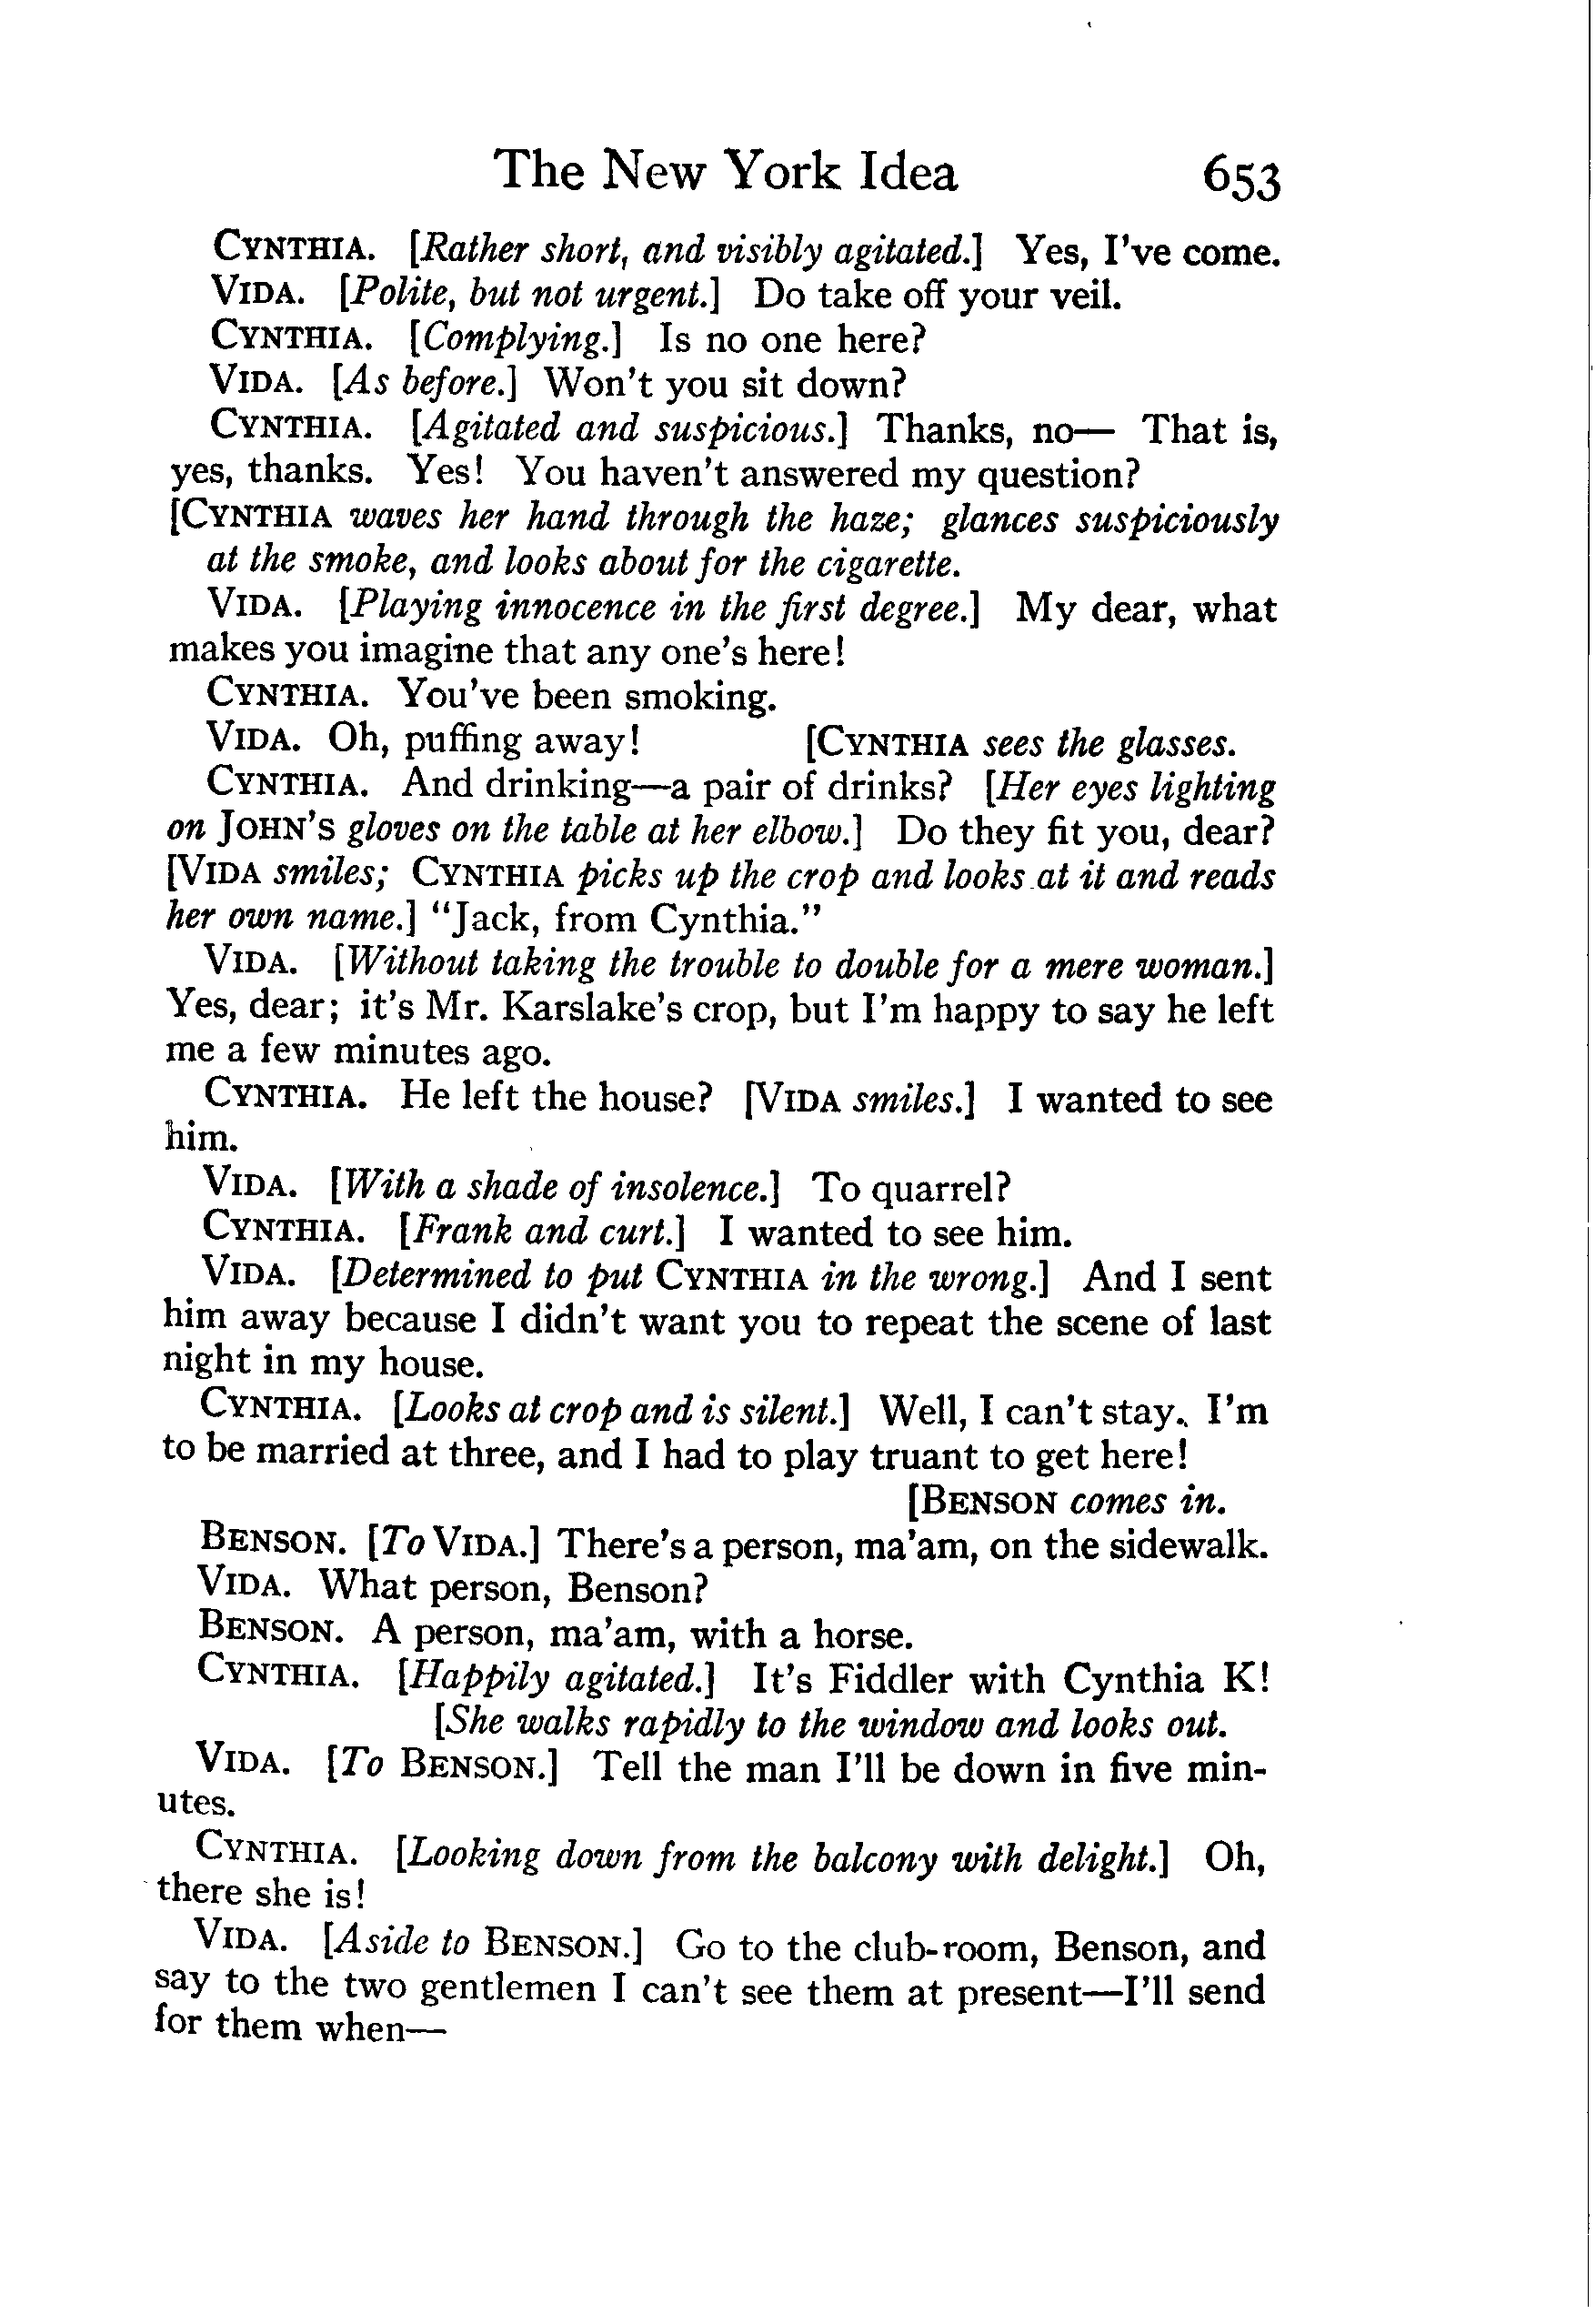 The New York Idea 653
CYNTHIA. [Rather short, and visibly agitated.] Yes, I've come.
VIDA. [Polite, but not urgent.] Do take off your veil.
CYNTHIA. [Complying.] Is no one here?
VIDA. [As before.] Won't you sit down?
CYNTHIA. [Agitated and suspicious.] Thanks, no— That is,
yes, thanks. Yes! You haven't answered my question?
[CYNTHIA waves her hand through the haze; glances suspiciously
at the smoke, and looks about for the cigarette.
VIDA. [Playing innocence in the first degree.] My dear, what
makes you imagine that any one's here!
CYNTHIA. You've been smoking.
VIDA. Oh, puffing away! [CYNTHIA sees the glasses.
CYNTHIA. And drinking—a pair of drinks? [Her eyes lighting
on JOHN'S gloves on the table at her elbow.] Do they fit you, dear?
[VIDA smiles; CYNTHIA picks up the crop and looks at it and reads
her own name.] "Jack, from Cynthia."
VIDA. [Without taking the trouble to double for a mere woman.]
Yes, dear; it's Mr. Karslake's crop, but I'm happy to say he left
me a few minutes ago.
CYNTHIA. He left the house? [VIDA smiles.] I wanted to see
him.
VIDA. [With a shade of insolence.] To quarrel?
CYNTHIA. [Frank and curt.] I wanted to see him.
VIDA. [Determined to put CYNTHIA in the wrong.] And I sent
him away because I didn't want you to repeat the scene of last
night in my house.
CYNTHIA. [Looks at crop and is silent.] Well, I can't stay. I'm
to be married at three, and I had to play truant to get here!
[BENSON comes in.
BENSON. [To VIDA.] There's a person, ma'am, on the sidewalk.
VIDA. What person, Benson?
BENSON. A person, ma'am, with a horse.
CYNTHIA. [Happily agitated.] It's Fiddler with Cynthia K!
[She walks rapidly to the window and looks out.
VIDA. [To BENSON.] Tell the man I'll be down in five min-
utes.
CYNTHIA. [Looking down from the balcony with delight.] Oh,
there she is!
VIDA. [Aside to BENSON.] Go to the club-room, Benson, and
say to the two gentlemen I can't see them at present—I'll send
for them when—